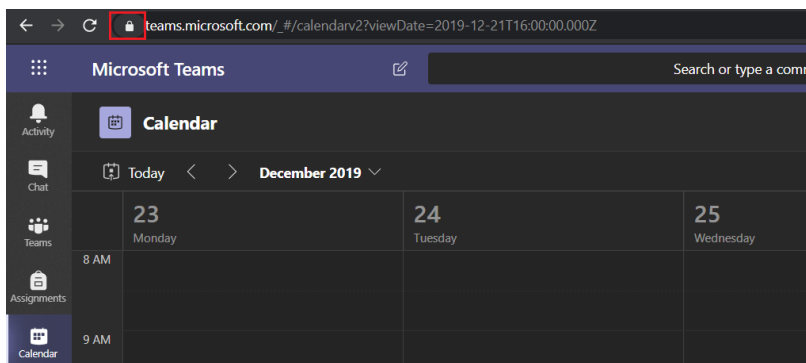 teams.microsoft.com/_#/calendarv2?viewDate=2019-12-21T16:00:00.000Z
Microsoft Teams
Search or type a com
Activity
Calendar
Today December 2019
Chat
23 24 25
Monday Tuesday Wednesday
Teams
8 AM
Assignments
9 AM
Calendar